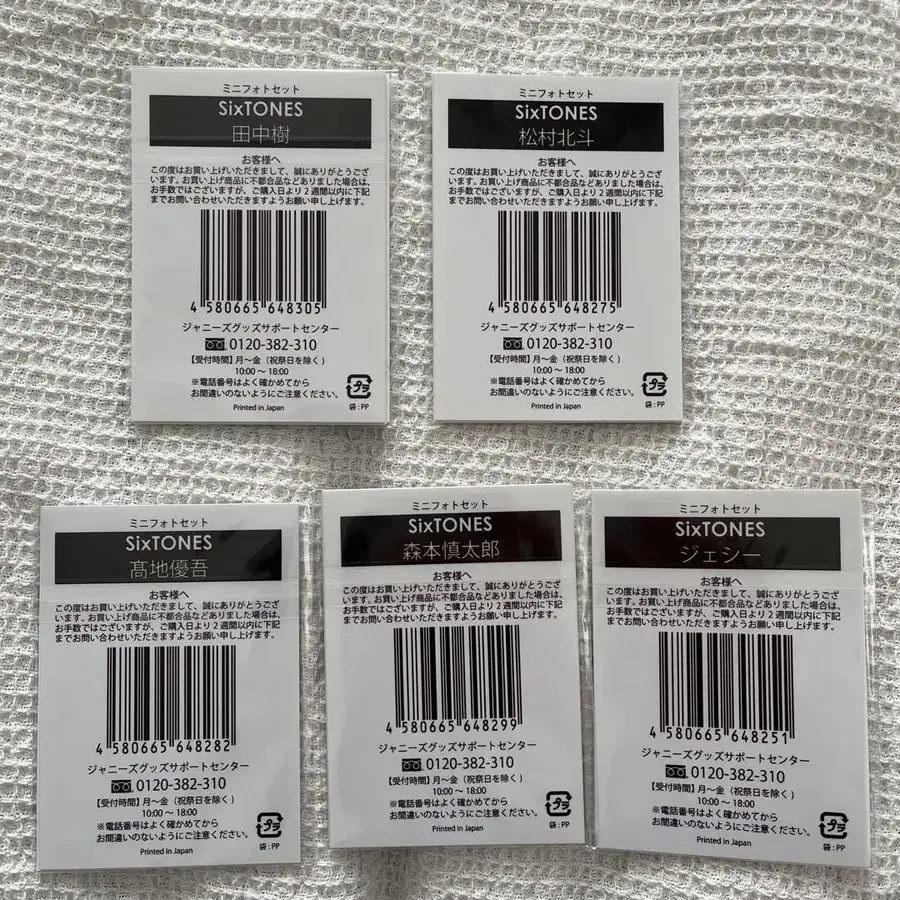 ミニフォトセット
SixTONES
田中樹
お客様へ
この度はお買い上げいただきまして、誠にありがとうござ
います。お買い上げ商品に不都合品などありました場合は、
お手数ではございますが、ご購入日より2週間以内に下記
までお問い合わせいただきますようお願い申し上げます。
4 580665 648305
ジャニーズグッズサポートセンター
0120-382-310
【受付時間】月～金（祝祭日を除く）
10:00 ～ 18:00
※電話番号はよく確かめてから
お間違いのないようにご注意ください。
Printed in Japan
プラ
袋：PP
ミニフォトセット
SixTONES
松村北斗
お客様へ
この度はお買い上げいただきまして、誠にありがとうござ
います。お買い上げ商品に不都合品などありました場合は、
お手数ではございますが、ご購入日より2週間以内に下記
までお問い合わせいただきますようお願い申し上げます。
4 580665 648275
ジャニーズグッズサポートセンター
0120-382-310
【受付時間】月～金（祝祭日を除く）
10:00 ～ 18:00
※電話番号はよく確かめてから
お間違いのないようにご注意ください。
Printed in Japan
プラ
袋：PP
ミニフォトセット
SixTONES
髙地優吾
お客様へ
この度はお買い上げいただきまして、誠にありがとうござ
います。お買い上げ商品に不都合品などありました場合は、
お手数ではございますが、ご購入日より2週間以内に下記
までお問い合わせいただきますようお願い申し上げます。
4 580665 648282
ジャニーズグッズサポートセンター
0120-382-310
【受付時間】月～金（祝祭日を除く）
10:00 ～ 18:00
※電話番号はよく確かめてから
お間違いのないようにご注意ください。
Printed in Japan
プラ
袋：PP
ミニフォトセット
SixTONES
森本慎太郎
お客様へ
この度はお買い上げいただきまして、誠にありがとうござ
います。お買い上げ商品に不都合品などありました場合は、
お手数ではございますが、ご購入日より2週間以内に下記
までお問い合わせいただきますようお願い申し上げます。
4 580665 648299
ジャニーズグッズサポートセンター
0120-382-310
【受付時間】月～金（祝祭日を除く）
10:00 ～ 18:00
※電話番号はよく確かめてから
お間違いのないようにご注意ください。
Printed in Japan
プラ
袋：PP
ミニフォトセット
SixTONES
ジェシー
お客様へ
この度はお買い上げいただきまして、誠にありがとうござ
います。お買い上げ商品に不都合品などありました場合は、
お手数ではございますが、ご購入日より2週間以内に下記
までお問い合わせいただきますようお願い申し上げます。
4 580665 648251
ジャニーズグッズサポートセンター
0120-382-310
【受付時間】月～金（祝祭日を除く）
10:00 ～ 18:00
※電話番号はよく確かめてから
お間違いのないようにご注意ください。
Printed in Japan
プラ
袋：PP